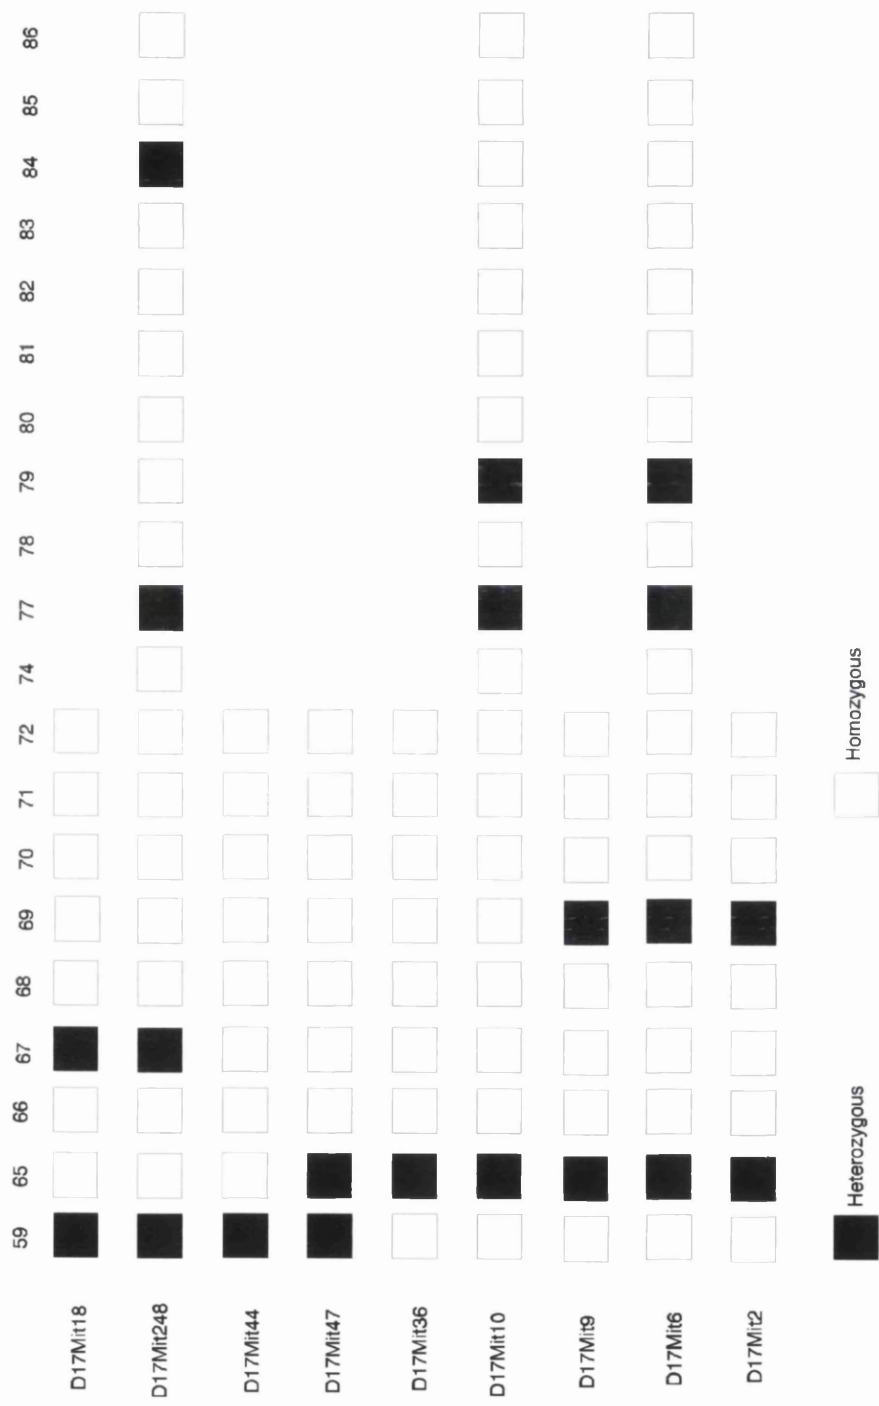 59 65 66 67 68 69 70 71 72 74 77 78 79 80 81 82 83 84 85 86
D17Mit18
D17Mit248
D17Mit44
D17Mit47
D17Mit36
D17Mit10
D17Mit9
D17Mit6
D17Mit2
Heterozygous Homozygous